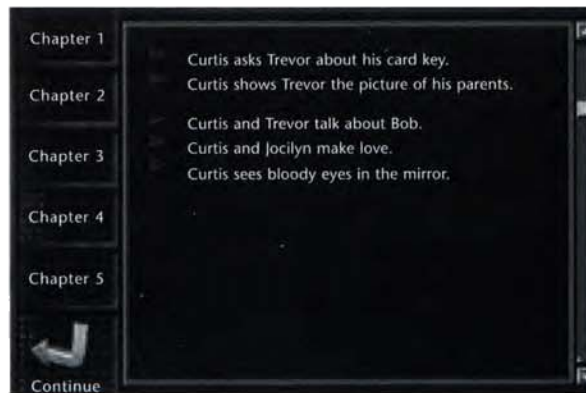 Chapter 1
Chapter 2
Chapter 3
Chapter 4
Chapter 5
Continue
Curtis asks Trevor about his card key.
Curtis shows Trevor the picture of his parents.
Curtis and Trevor talk about Bob.
Curtis and Jocilyn make love.
Curtis sees bloody eyes in the mirror.